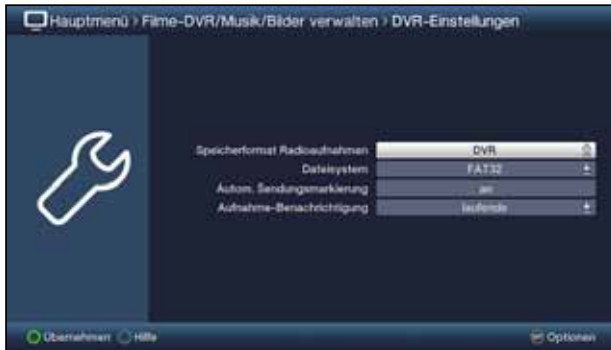 Hauptmenü › Filme-DVR/Musik/Bilder verwalten › DVR-Einstellungen
Speicherformat Radioaufnahmen DVR
Dateisystem FAT32
Autom. Sendungsmarkierung an
Aufnahme-Benachrichtigung laufende
Übernehmen Hilfe Optionen